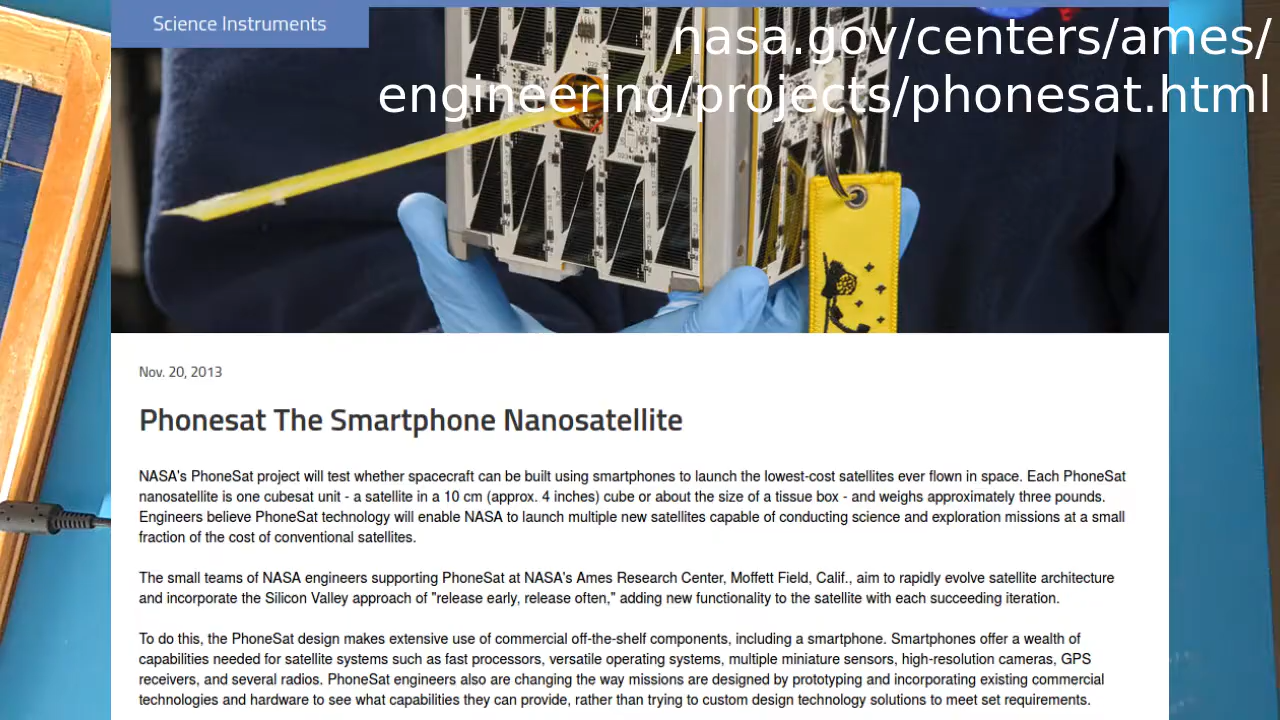 Science Instruments
nasa.gov/centers/ames/
engineering/projects/phonesat.html
Nov. 20, 2013
Phonesat The Smartphone Nanosatellite
NASA's PhoneSat project will test whether spacecraft can be built using smartphones to launch the lowest-cost satellites ever flown in space. Each PhoneSat
nanosatellite is one cubesat unit - a satellite in a 10 cm (approx. 4 inches) cube or about the size of a tissue box - and weighs approximately three pounds.
Engineers believe PhoneSat technology will enable NASA to launch multiple new satellites capable of conducting science and exploration missions at a small
fraction of the cost of conventional satellites.
The small teams of NASA engineers supporting PhoneSat at NASA's Ames Research Center, Moffett Field, Calif., aim to rapidly evolve satellite architecture
and incorporate the Silicon Valley approach of "release early, release often," adding new functionality to the satellite with each succeeding iteration.
To do this, the PhoneSat design makes extensive use of commercial off-the-shelf components, including a smartphone. Smartphones offer a wealth of
capabilities needed for satellite systems such as fast processors, versatile operating systems, multiple miniature sensors, high-resolution cameras, GPS
receivers, and several radios. PhoneSat engineers also are changing the way missions are designed by prototyping and incorporating existing commercial
technologies and hardware to see what capabilities they can provide, rather than trying to custom design technology solutions to meet set requirements.